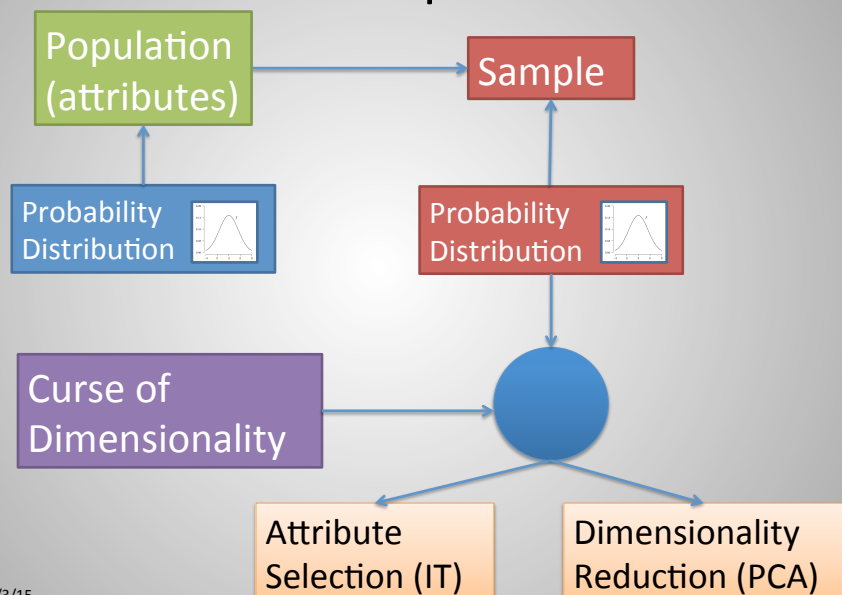 Population
(attributes)
Sample
Probability
Distribution
Probability
Distribution
Curse of
Dimensionality
Attribute
Selection (IT)
Dimensionality
Reduction (PCA)